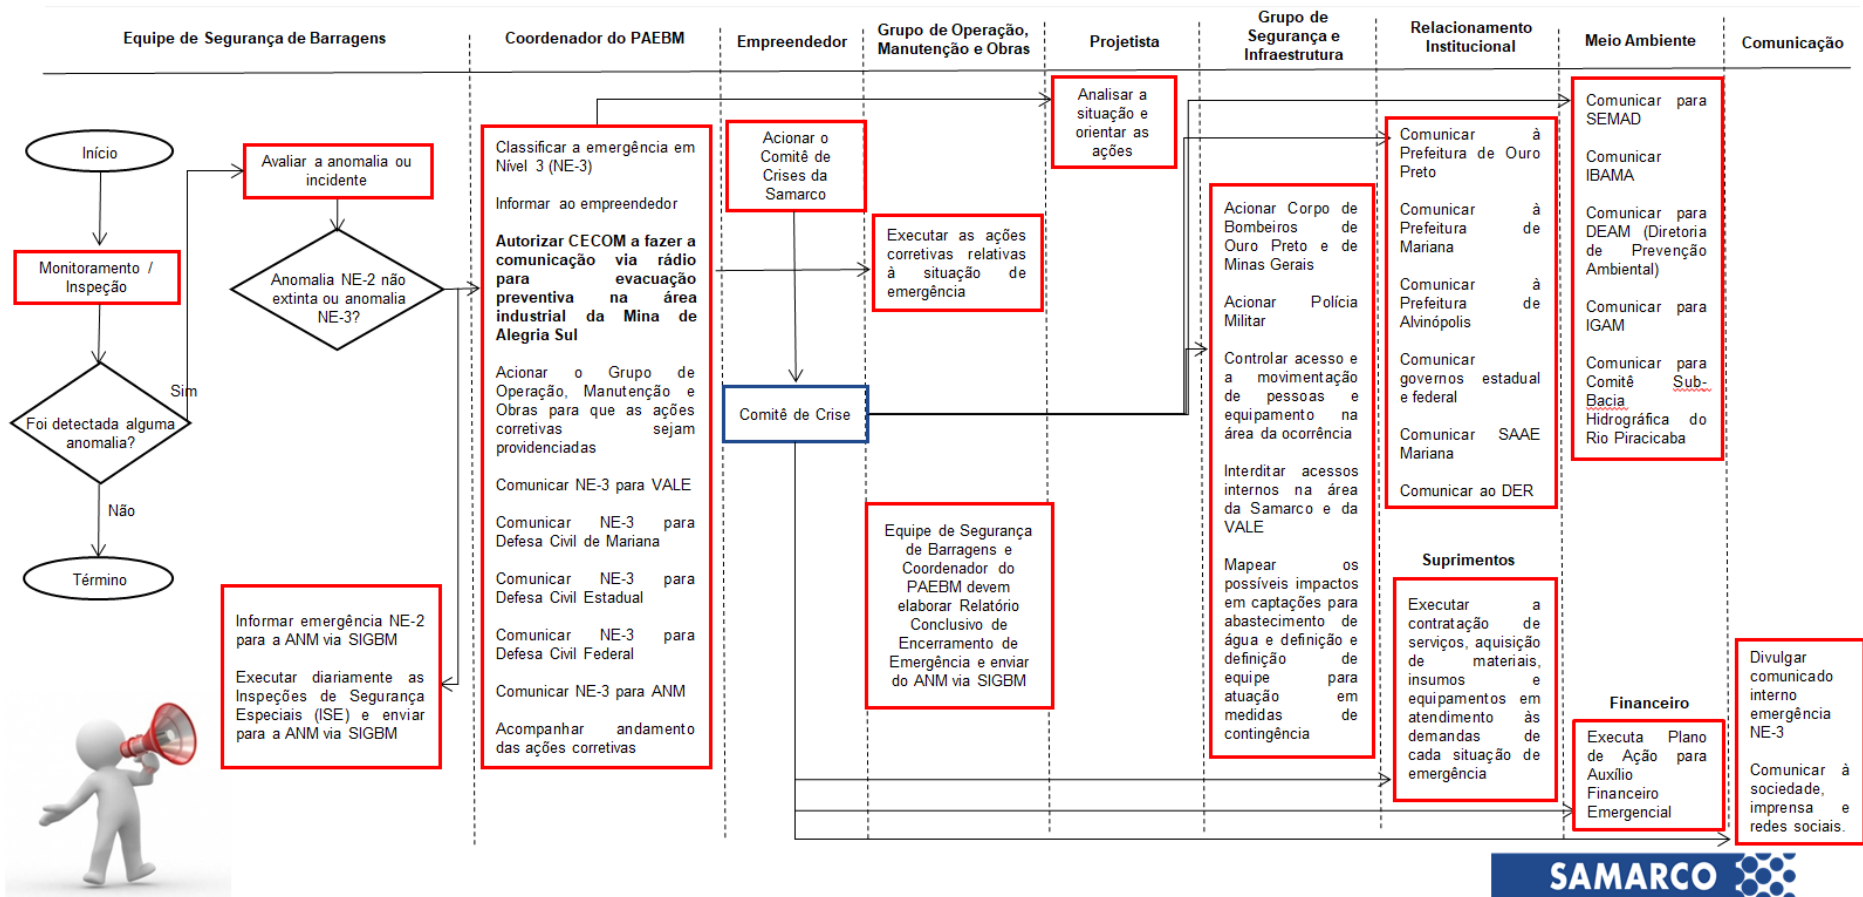 Equipe de Segurança de Barragens
Coordenador do PAEBM
Empreendedor
Grupo de Operação,
Manutenção e Obras
Projetista
Grupo de
Segurança e
Infraestrutura
Relacionamento
Institucional
Meio Ambiente
Comunicação
Início
Monitoramento /
Inspeção
Foi detectada alguma
anomalia?
Sim
Não
Término
Avaliar a anomalia ou
incidente
Anomalia NE-2 não
extinta ou anomalia
NE-3?
Informar emergência NE-2
para a ANM via SIGBM
Executar diariamente as
Inspeções de Segurança
Especiais (ISE) e enviar
para a ANM via SIGBM
Classificar a emergência em
Nível 3 (NE-3)
Informar ao empreendedor
Autorizar CECOM a fazer a
comunicação via rádio
para evacuação
preventiva na área
industrial da Mina de
Alegria Sul
Acionar o Grupo de
Operação, Manutenção e
Obras para que as ações
corretivas sejam
providenciadas
Comunicar NE-3 para VALE
Comunicar NE-3 para
Defesa Civil de Mariana
Comunicar NE-3 para
Defesa Civil Estadual
Comunicar NE-3 para
Defesa Civil Federal
Comunicar NE-3 para ANM
Acompanhar andamento
das ações corretivas
Acionar o
Comitê de
Crises da
Samarco
Comitê de Crise
Executar as ações
corretivas relativas
à situação de
emergência
Equipe de Segurança
de Barragens e
Coordenador do
PAEBM devem
elaborar Relatório
Conclusivo de
Encerramento de
Emergência e enviar
do ANM via SIGBM
Analisar a
situação e
orientar as
ações
Acionar Corpo de
Bombeiros de
Ouro Preto e de
Minas Gerais
Acionar Polícia
Militar
Controlar acesso e
a movimentação
de pessoas e
equipamento na
área da ocorrência
Interditar acessos
internos na área
da Samarco e da
VALE
Mapear os
possíveis impactos
em captações para
abastecimento de
água e definição e
definição de
equipe para
atuação em
medidas de
contingência
Comunicar à
Prefeitura de Ouro
Preto
Comunicar à
Prefeitura de
Mariana
Comunicar à
Prefeitura de
Alvinópolis
Comunicar
governos estadual
e federal
Comunicar SAAE
Mariana
Comunicar ao DER
Suprimentos
Executar a
contratação de
serviços, aquisição
de materiais,
insumos e
equipamentos em
atendimento às
demandas de
cada situação de
emergência
Comunicar para
SEMAD
Comunicar
IBAMA
Comunicar para
DEAM (Diretoria
de Prevenção
Ambiental)
Comunicar para
IGAM
Comunicar para
Comitê Sub-
Bacia
Hidrográfica do
Rio Piracicaba
Financeiro
Executa Plano
de Ação para
Auxílio
Financeiro
Emergencial
Divulgar
comunicado
interno
emergência
NE-3
Comunicar à
sociedade,
imprensa e
redes sociais.
SAMARCO